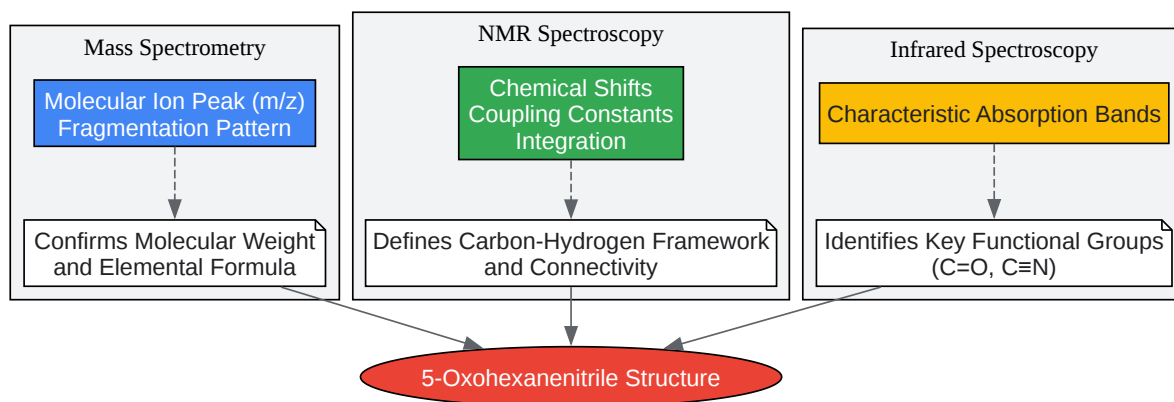 Mass Spectrometry
Molecular Ion Peak (m/z)
Fragmentation Pattern
Confirms Molecular Weight
and Elemental Formula
NMR Spectroscopy
Chemical Shifts
Coupling Constants
Integration
Defines Carbon-Hydrogen Framework
and Connectivity
Infrared Spectroscopy
Characteristic Absorption Bands
Identifies Key Functional Groups
(C=O, C≡N)
5-Oxohexanenitrile Structure